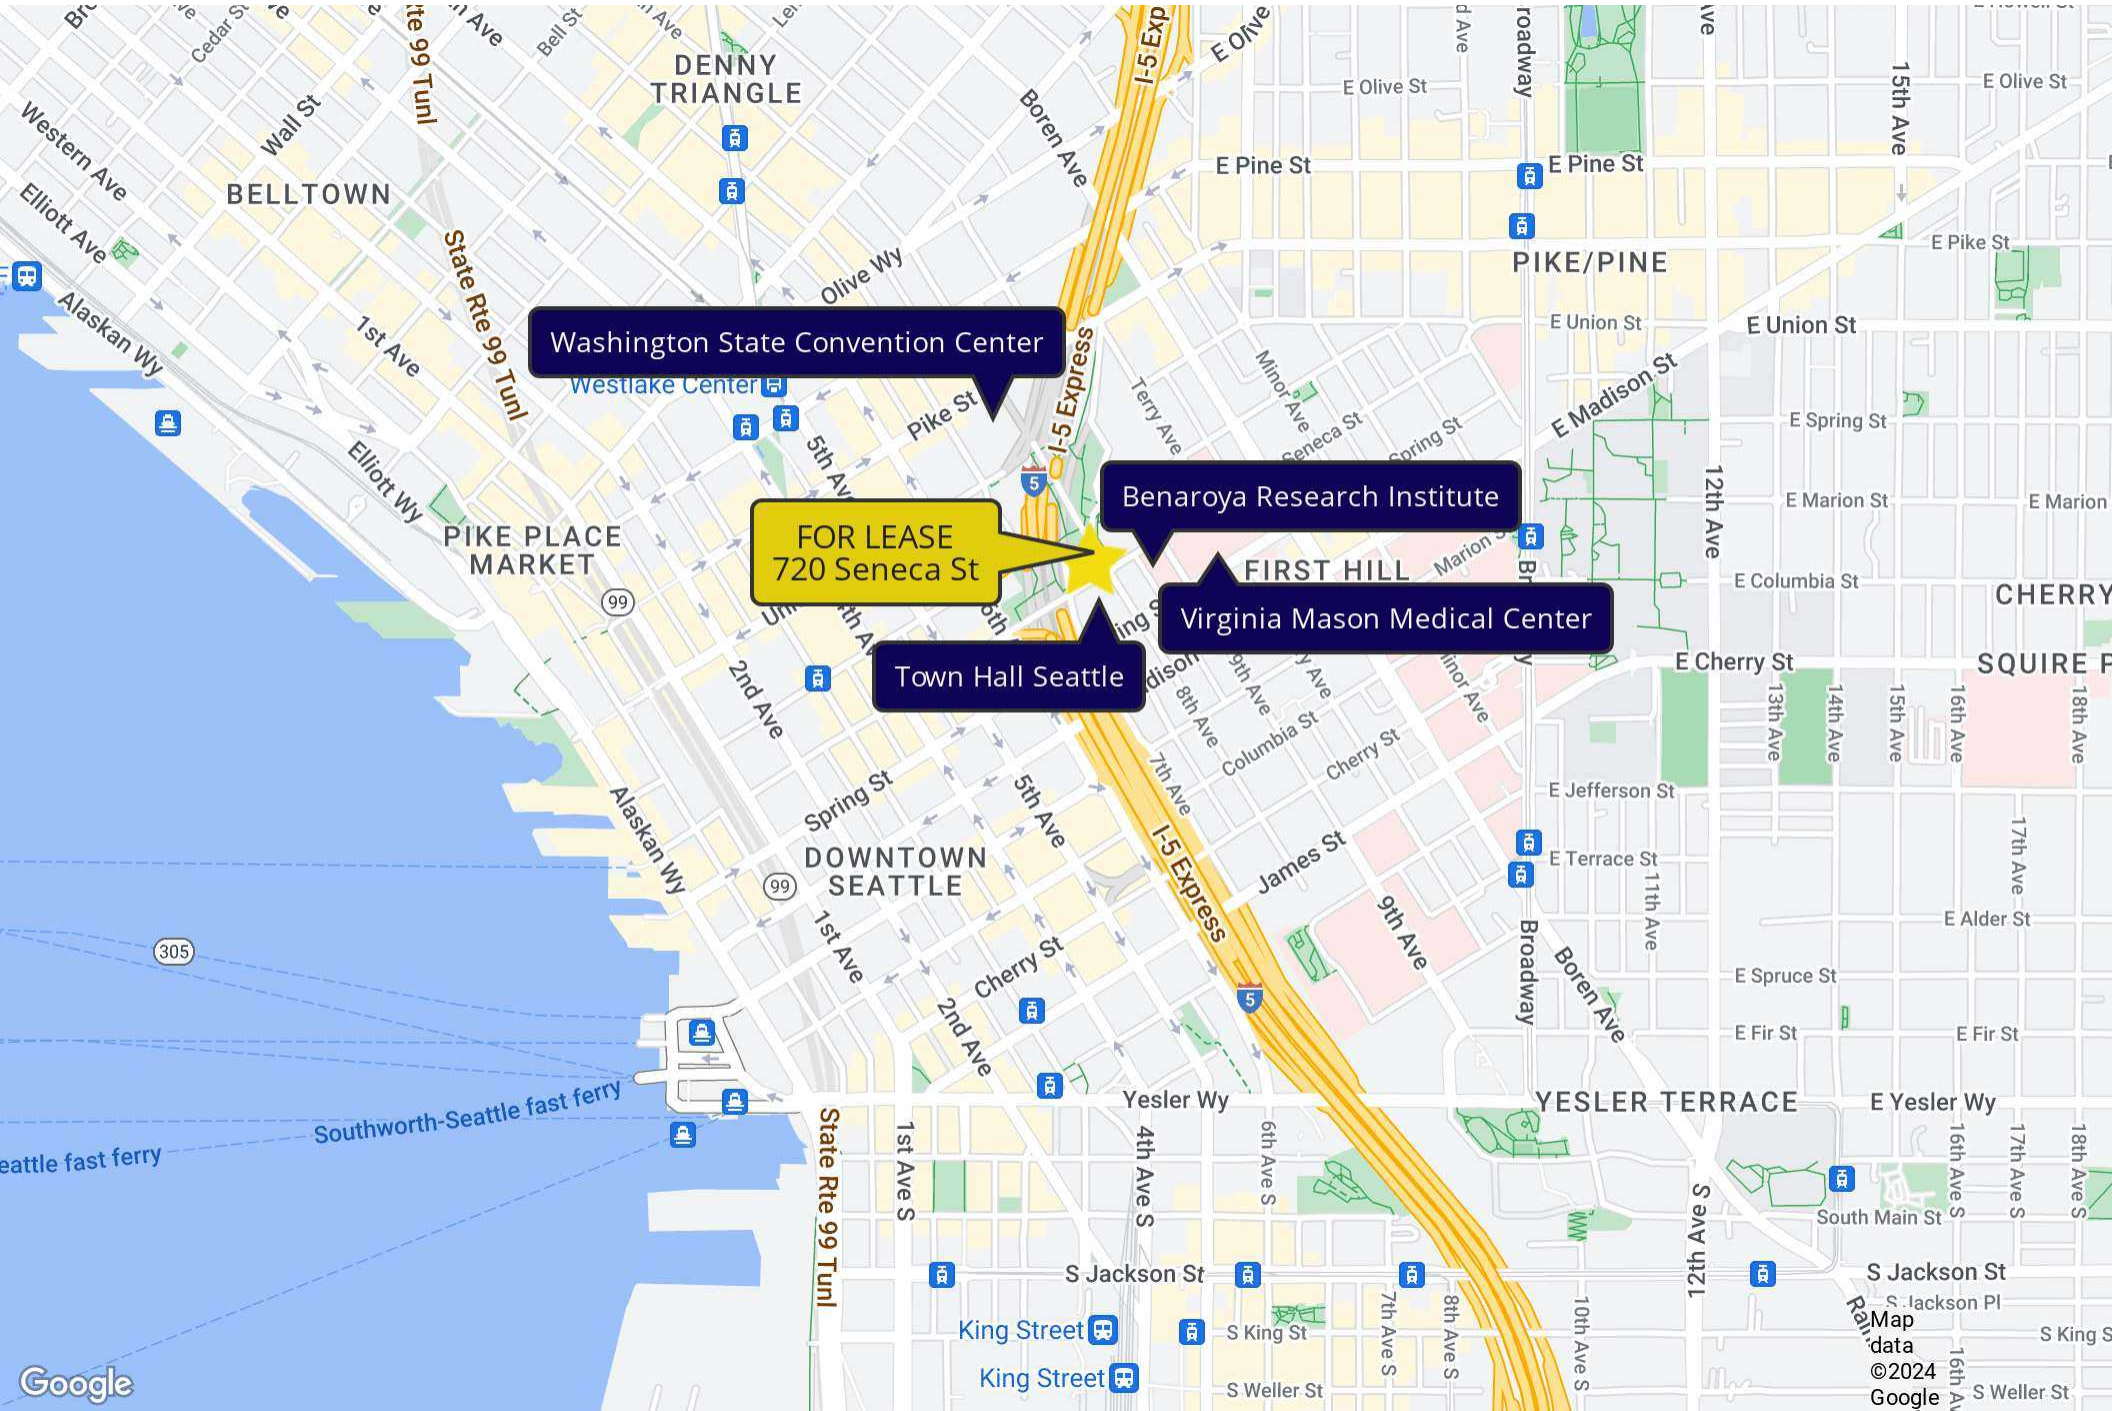 Cedar St
Bell St
rte 99 Tunl
I-5 Exp
E Olive
roadway
DENNY
TRIANGLE
E Olive St
E Olive St
15th Ave
Western Ave
Wall St
Boren Ave
E Pine St
E Pine St
BELLTOWN
Elliott Ave
State Rte 99 Tunl
E Pike St
PIKE/PINE
Olive Wy
Alaskan Wy
1st Ave
E Union St
E Union St
Washington State Convention Center
I-5 Express
Westlake Center
Minor Ave
Terry Ave
E Madison St
Pike St
Seneca St
Spring St
E Spring St
5th Ave
Elliott Wy
5
12th Ave
Benaroya Research Institute
E Marion St
E Marion
PIKE PLACE
MARKET
FOR LEASE
720 Seneca St
Marion S
FIRST HILL
E Columbia St
CHERRY
99
6th
4th Av
Virginia Mason Medical Center
Town Hall Seattle
E Cherry St
SQUIRE P
2nd Ave
9th Ave
8th Ave
13th Ave
14th Ave
15th Ave
16th Ave
18th Ave
Columbia St
Cherry St
7th Ave
Spring St
5th Ave
Alaskan Wy
E Jefferson St
I-5 Express
James St
DOWNTOWN
SEATTLE
99
E Terrace St
11th Ave
17th Ave
1st Ave
9th Ave
Broadway
E Alder St
305
Cherry St
2nd Ave
Boren Ave
E Spruce St
5
E Fir St
E Fir St
Southworth-Seattle fast ferry
eattle fast ferry
Yesler Wy
YESLER TERRACE
E Yesler Wy
State Rte 99 Tunl
1st Ave S
4th Ave S
6th Ave S
12th Ave S
16th Ave S
17th Ave S
18th Ave S
South Main St
S Jackson St
S Jackson St
S Jackson Pl
King Street
S King St
7th Ave S
8th Ave S
10th Ave S
S King S
King Street
S Weller St
S Weller St
Google
Map
data
©2024
Google